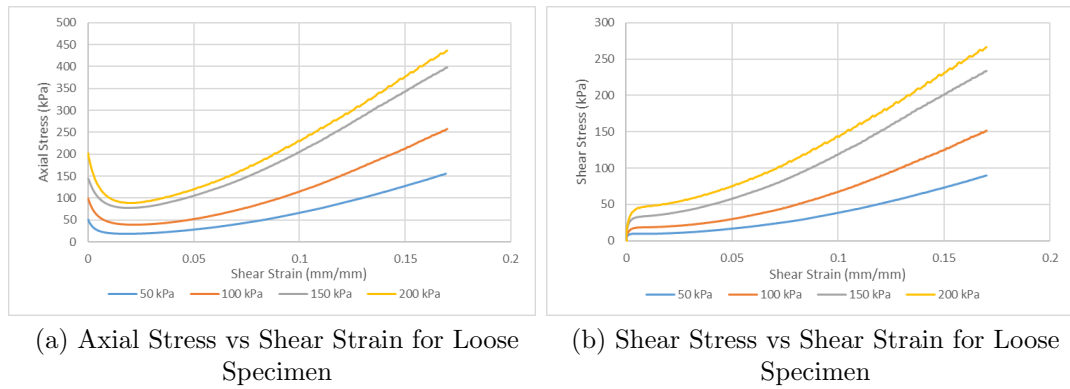 500
450
400
350
300
250
200
150
100
50
0
Axial Stress (kPa)
0 0.05 0.1 0.15 0.2
Shear Strain (mm/mm)
50 kPa 100 kPa 150 kPa 200 kPa
(a) Axial Stress vs Shear Strain for Loose
Specimen
300
250
200
150
100
50
0
Shear Stress (kPa)
0 0.05 0.1 0.15 0.2
Shear Strain (mm/mm)
50 kPa 100 kPa 150 kPa 200 kPa
(b) Shear Stress vs Shear Strain for Loose
Specimen